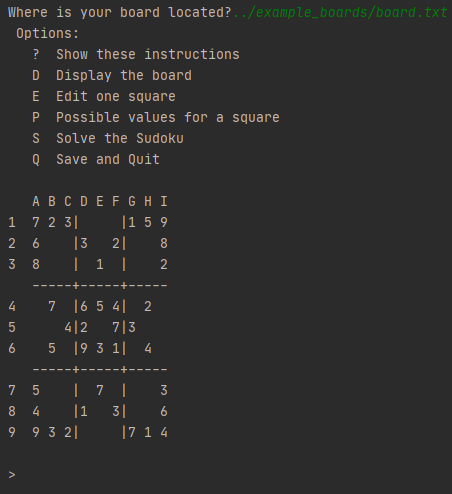 Where is your board located?../example_boards/board.txt
 Options:
   ?  Show these instructions
   D  Display the board
   E  Edit one square
   P  Possible values for a square
   S  Solve the Sudoku
   Q  Save and Quit

   A B C D E F G H I
1  7 2 3|     |1 5 9
2  6    |3   2|    8
3  8    |  1  |    2
   -----+-----+-----
4    7  |6 5 4|  2
5      4|2   7|3
6    5  |9 3 1|  4
   -----+-----+-----
7  5    |  7  |    3
8  4    |1   3|    6
9  9 3 2|     |7 1 4

>